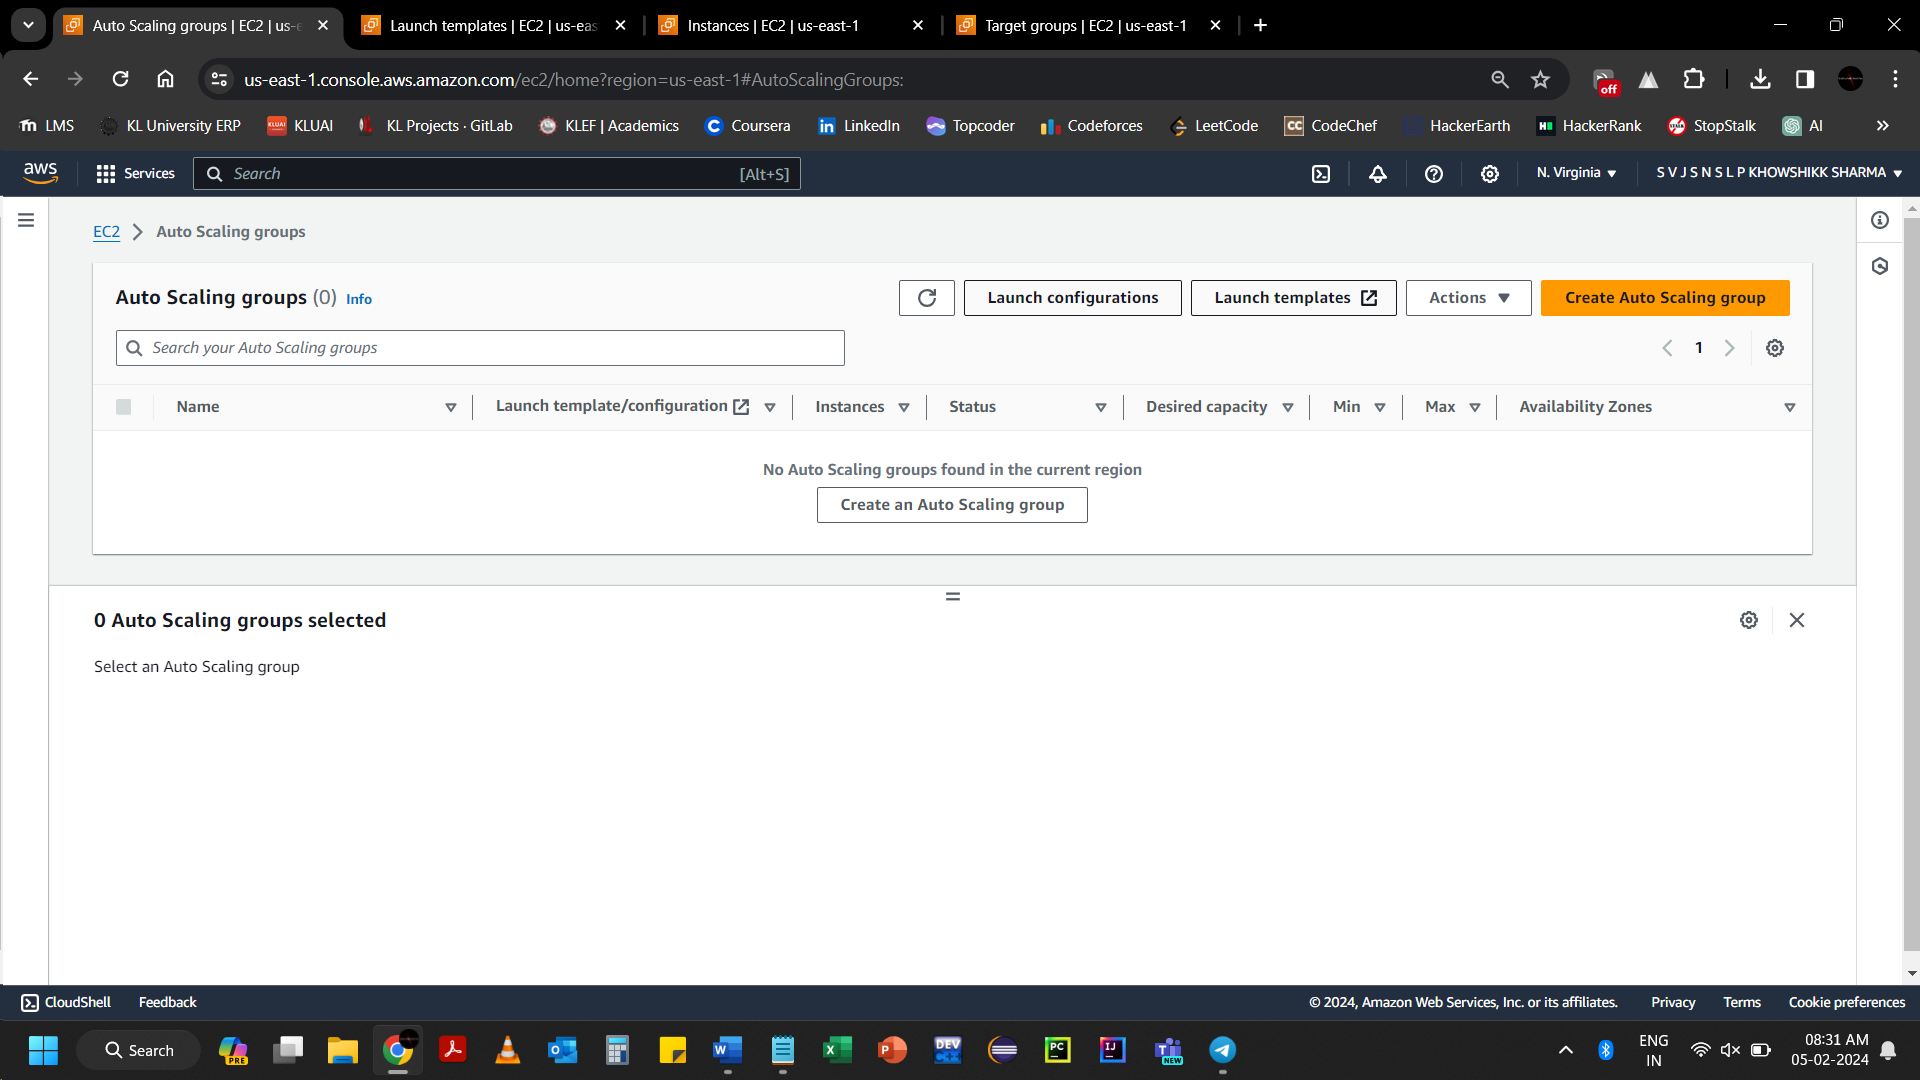 Auto Scaling groups | EC2 | us-e
Launch templates | EC2 | us-eas
Instances | EC2 | us-east-1
Target groups | EC2 | us-east-1
us-east-1.console.aws.amazon.com/ec2/home?region=us-east-1#AutoScalingGroups:
off
LMS
KL University ERP
KLUAI
KLUAI
KL Projects · GitLab
KLEF | Academics
Coursera
LinkedIn
Topcoder
Codeforces
LeetCode
CodeChef
HackerEarth
HackerRank
StopStalk
AI
aws
Services
Search
[Alt+S]
N. Virginia
S V J S N S L P KHOWSHIKK SHARMA
EC2
Auto Scaling groups
Auto Scaling groups (0) Info
Launch configurations
Launch templates
Actions
Create Auto Scaling group
Search your Auto Scaling groups
1
Name
Launch template/configuration
Instances
Status
Desired capacity
Min
Max
Availability Zones
No Auto Scaling groups found in the current region
Create an Auto Scaling group
0 Auto Scaling groups selected
Select an Auto Scaling group
CloudShell
Feedback
© 2024, Amazon Web Services, Inc. or its affiliates.
Privacy
Terms
Cookie preferences
Search
PRE
DEV
C++
PC
IJ
NEW
ENG
IN
08:31 AM
05-02-2024